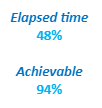 Elapsed time
48%
Achievable
94%